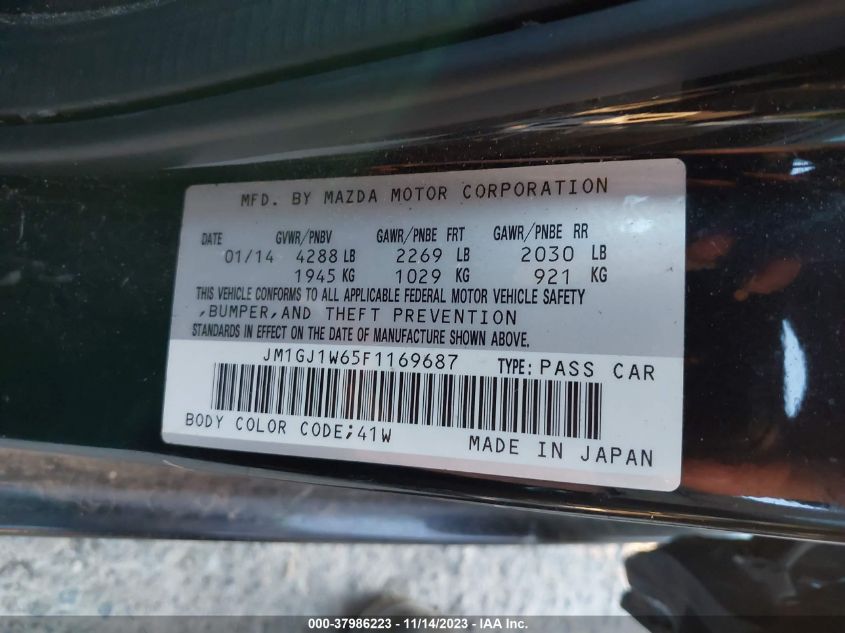 MFD. BY MAZDA MOTOR CORPORATION
DATE GVWR/PNBV GAWR/PNBE FRT GAWR/PNBE RR
01/14 4288 LB 2269 LB 2030 LB
1945 KG 1029 KG 921 KG
THIS VEHICLE CONFORMS TO ALL APPLICABLE FEDERAL MOTOR VEHICLE SAFETY
,BUMPER,AND THEFT PREVENTION
STANDARDS IN EFFECT ON THE DATE OF MANUFACTURE SHOWN ABOVE.
JM1GJ1W65F1169687 TYPE: PASS CAR
BODY COLOR CODE;41W MADE IN JAPAN
000-37986223 - 11/14/2023 - IAA Inc.